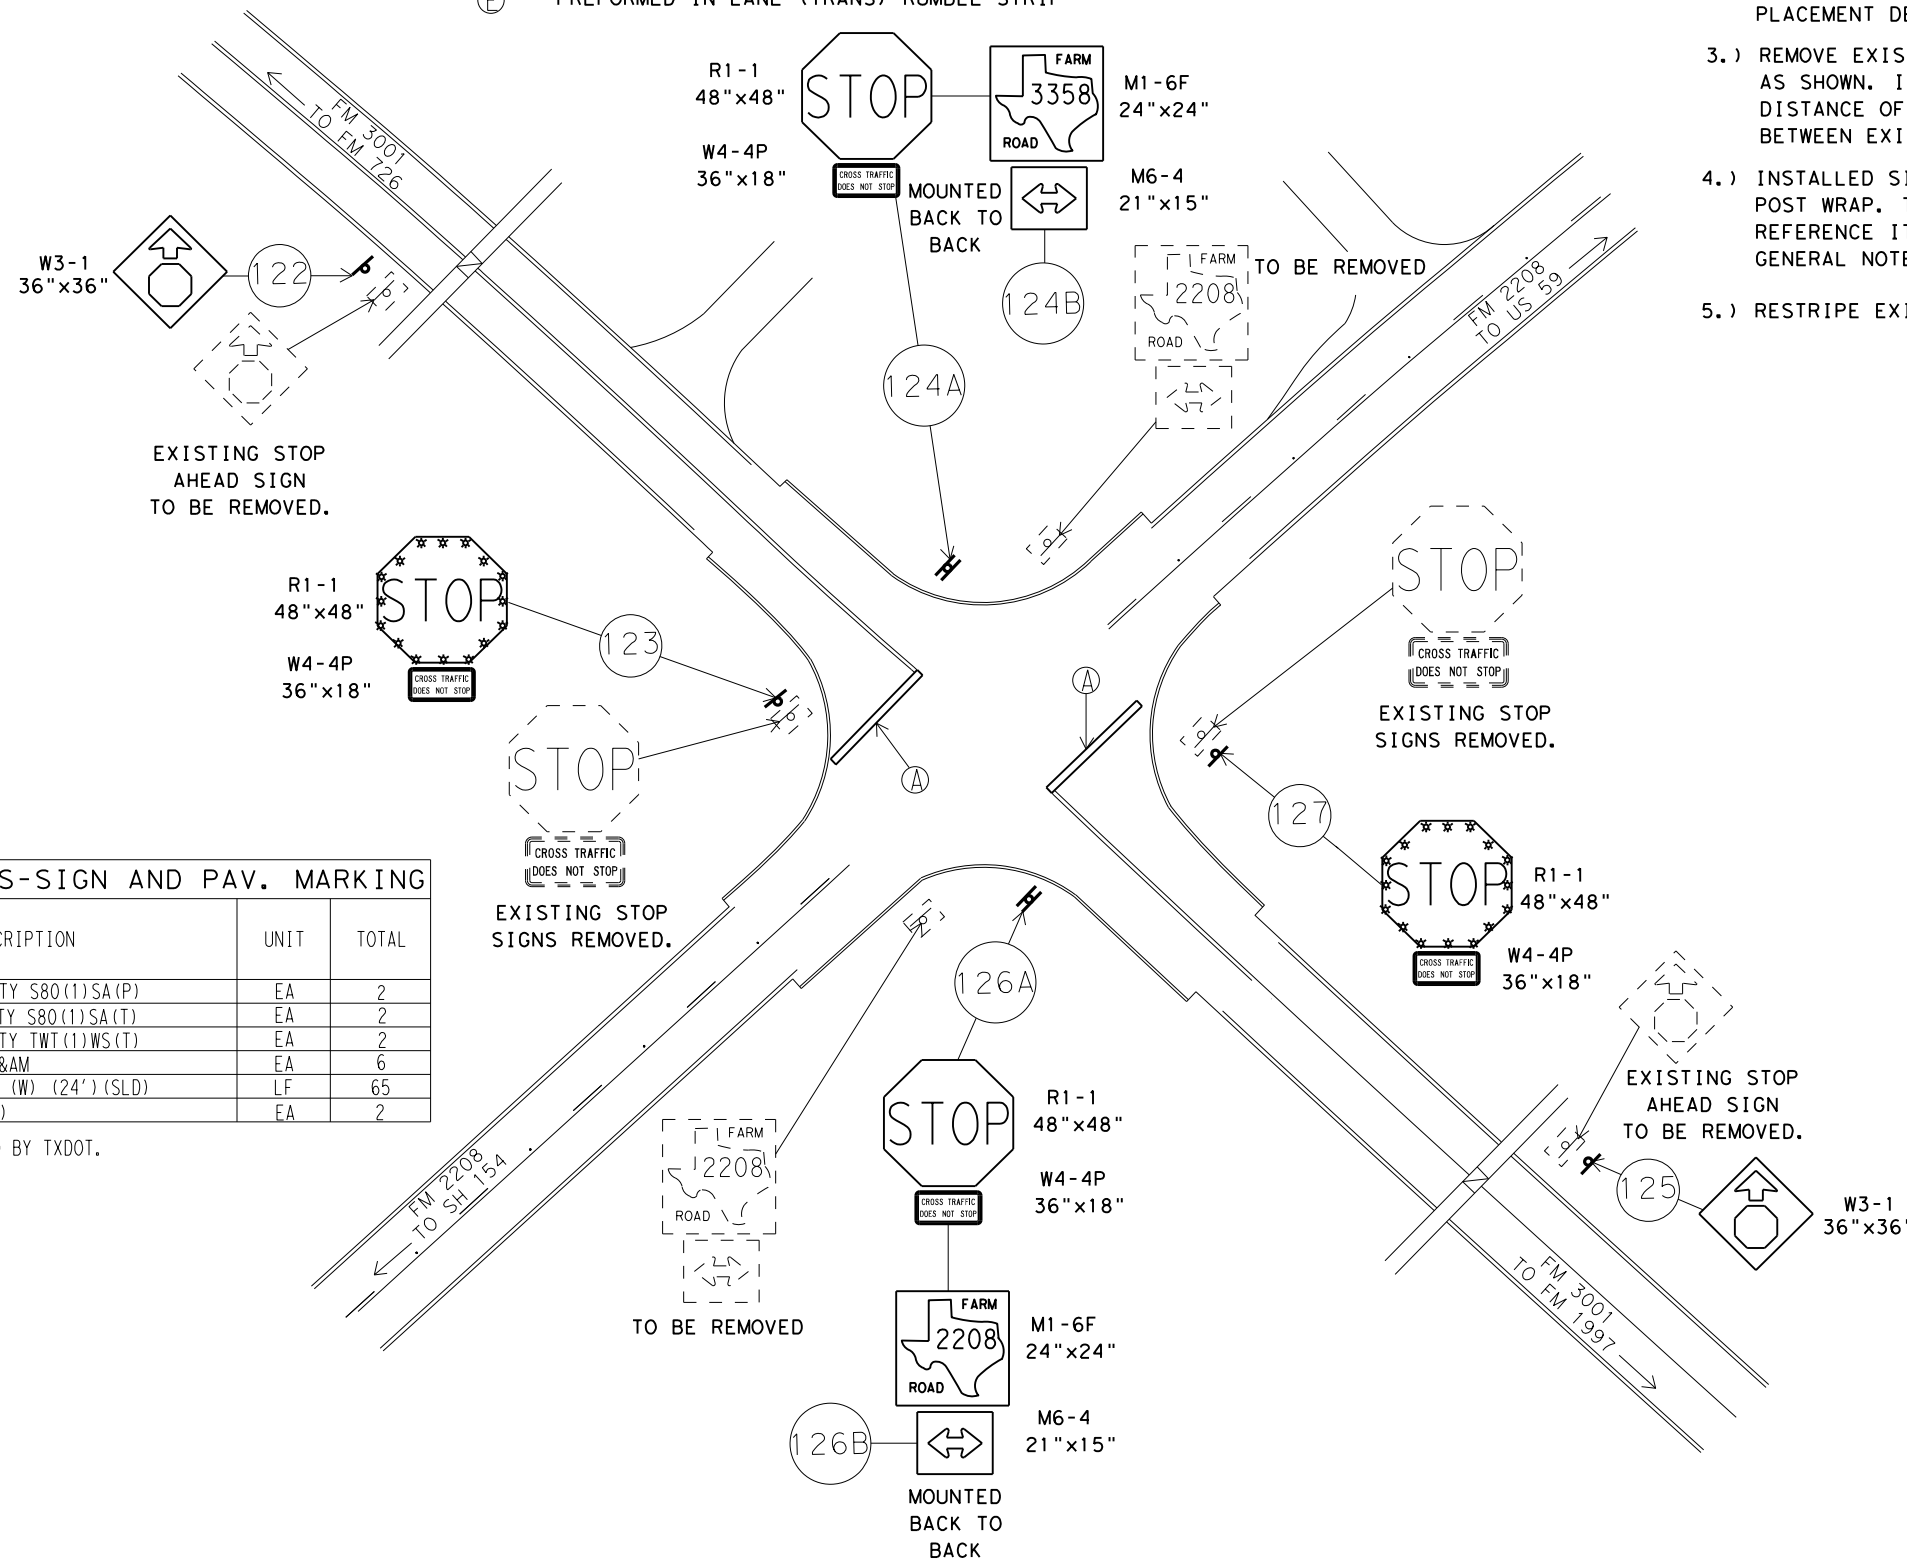 PREFORMED IN LANE (TRANS) RUMBLE STRIP
PLACEMENT
3.) REMOVE
AS SHOWN.
DISTANCE OF
BETWEEN
4.) INSTALLED
POST WRAP.
REFERENCE
GENERAL
5.) RESTRIPE
R1-1
48"x48"
STOP
W4-4P
36"x18"
CROSS TRAFFIC
DOES NOT STOP
FARM
3358
ROAD
M1-6F
24"x24"
M6-4
21"x15"
MOUNTED
BACK TO
BACK
124B
124A
FARM
2208
ROAD
TO BE REMOVED
FM 3001
TO FM 726
FM 2208
TO US 59
W3-1
36"x36"
122
EXISTING STOP
AHEAD SIGN
TO BE REMOVED.
R1-1
48"x48"
STOP
W4-4P
36"x18"
CROSS TRAFFIC
DOES NOT STOP
123
STOP
CROSS TRAFFIC
DOES NOT STOP
EXISTING STOP
SIGNS REMOVED.
A
A
STOP
CROSS TRAFFIC
DOES NOT STOP
EXISTING STOP
SIGNS REMOVED.
127
STOP
R1-1
48"x48"
CROSS TRAFFIC
DOES NOT STOP
W4-4P
36"x18"
S-SIGN AND PAV. MARKING
UNIT TOTAL
TY S80(1)SA(P) EA 2
TY S80(1)SA(T) EA 2
TY TWT(1)WS(T) EA 2
&AM EA 6
(W) (24')(SLD) LF 65
) EA 2
BY TXDOT.
FM 2208
TO SH 154
FARM
2208
ROAD
TO BE REMOVED
126A
STOP
R1-1
48"x48"
CROSS TRAFFIC
DOES NOT STOP
W4-4P
36"x18"
FARM
2208
ROAD
M1-6F
24"x24"
M6-4
21"x15"
126B
MOUNTED
BACK TO
BACK
EXISTING STOP
AHEAD SIGN
TO BE REMOVED.
125
W3-1
36"x36"
FM 3001
TO FM 1997